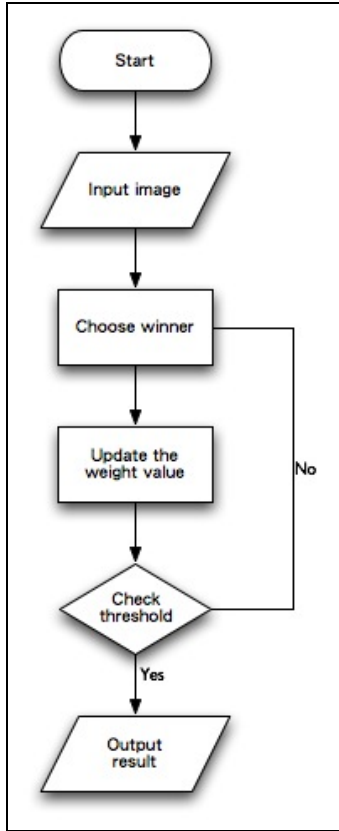 Start
Input image
Choose winner
Update the
weight value
No
Check
threshold
Yes
Output
result